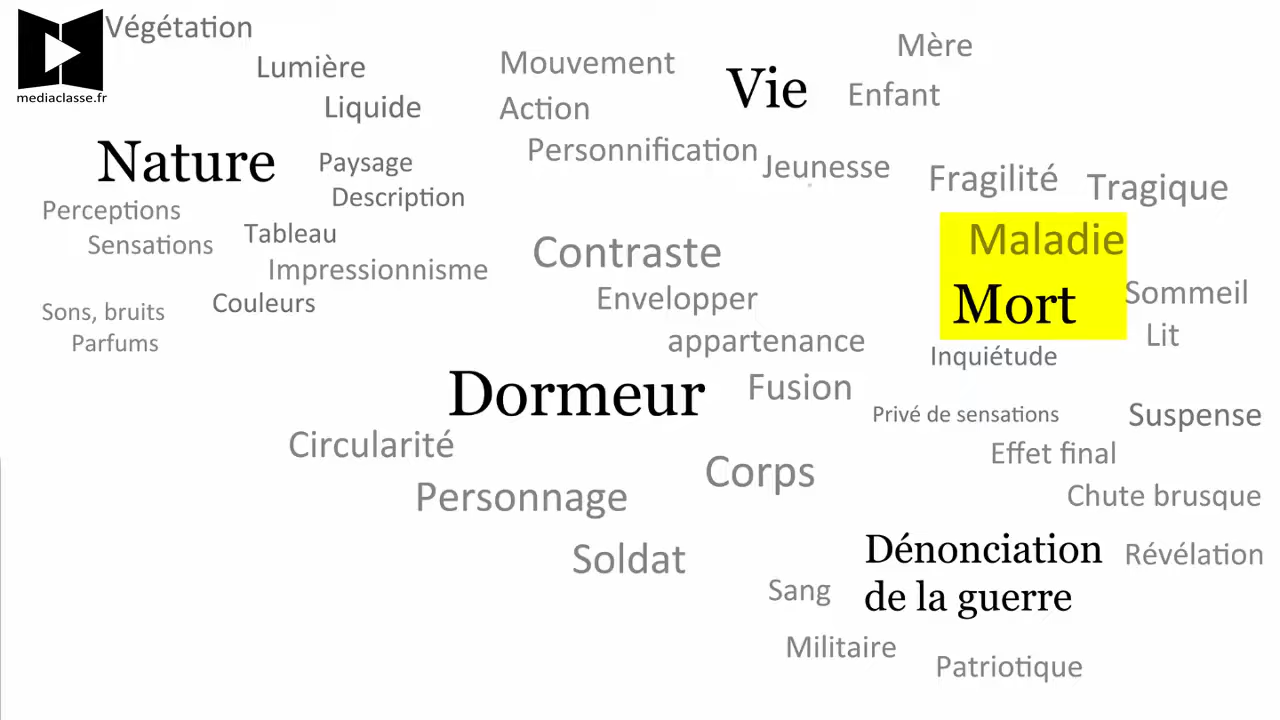 Végétation
mediaclasse.fr
Lumière
Liquide
Nature
Paysage
Description
Perceptions
Sensations
Tableau
Impressionnisme
Couleurs
Sons, bruits
Parfums
Mouvement
Action
Personnification
Vie
Mère
Enfant
Jeunesse
Fragilité
Tragique
Maladie
Mort
Sommeil
Lit
Inquiétude
Contraste
Envelopper
appartenance
Dormeur
Fusion
Privé de sensations
Suspense
Effet final
Chute brusque
Circularité
Personnage
Corps
Soldat
Dénonciation
de la guerre
Révélation
Sang
Militaire
Patriotique